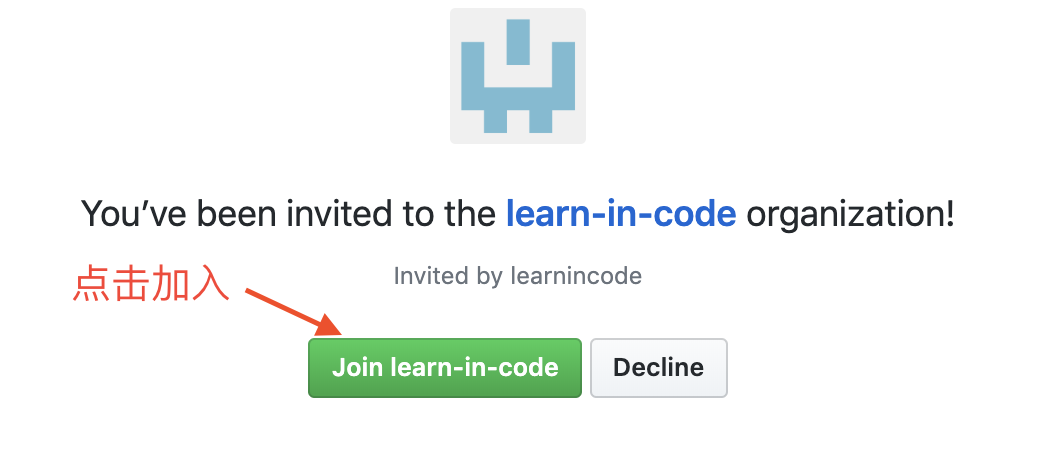 You’ve been invited to the learn-in-code organization!
Invited by learnincode
点击加入
Join learn-in-code
Decline